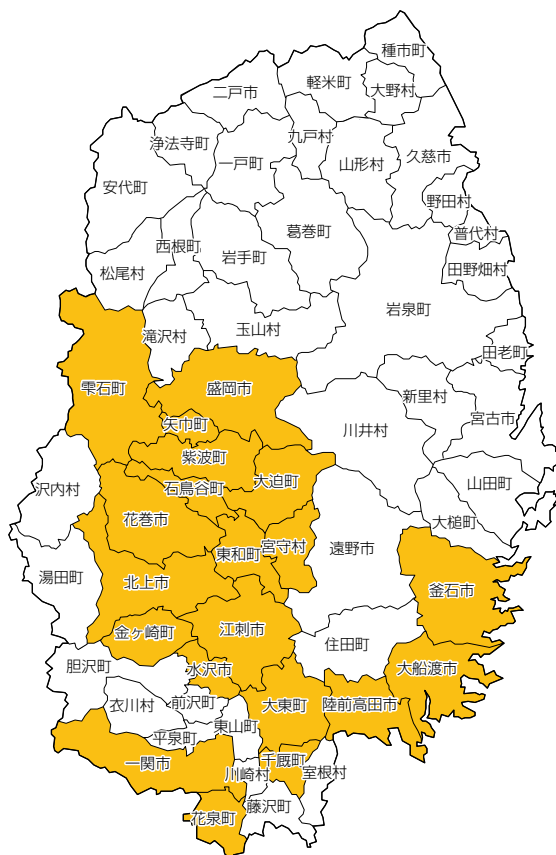 種市町
軽米町
大野村
二戸市
浄法寺町
九戸村
一戸町
山形村
久慈市
安代町
野田村
葛巻町
普代村
西根町
岩手町
松尾村
田野畑村
岩泉町
玉山村
滝沢村
田老町
雫石町
盛岡市
新里村
宮古市
矢巾町
川井村
紫波町
沢内村
石鳥谷町
大迫町
山田町
花巻市
大槌町
東和町
宮守村
遠野市
湯田町
北上市
釜石市
金ヶ崎町
江刺市
住田町
胆沢町
水沢市
大船渡市
衣川村
前沢町
大東町
陸前高田市
平泉町
東山町
一関市
千厩町
川崎村
室根村
花泉町
藤沢町